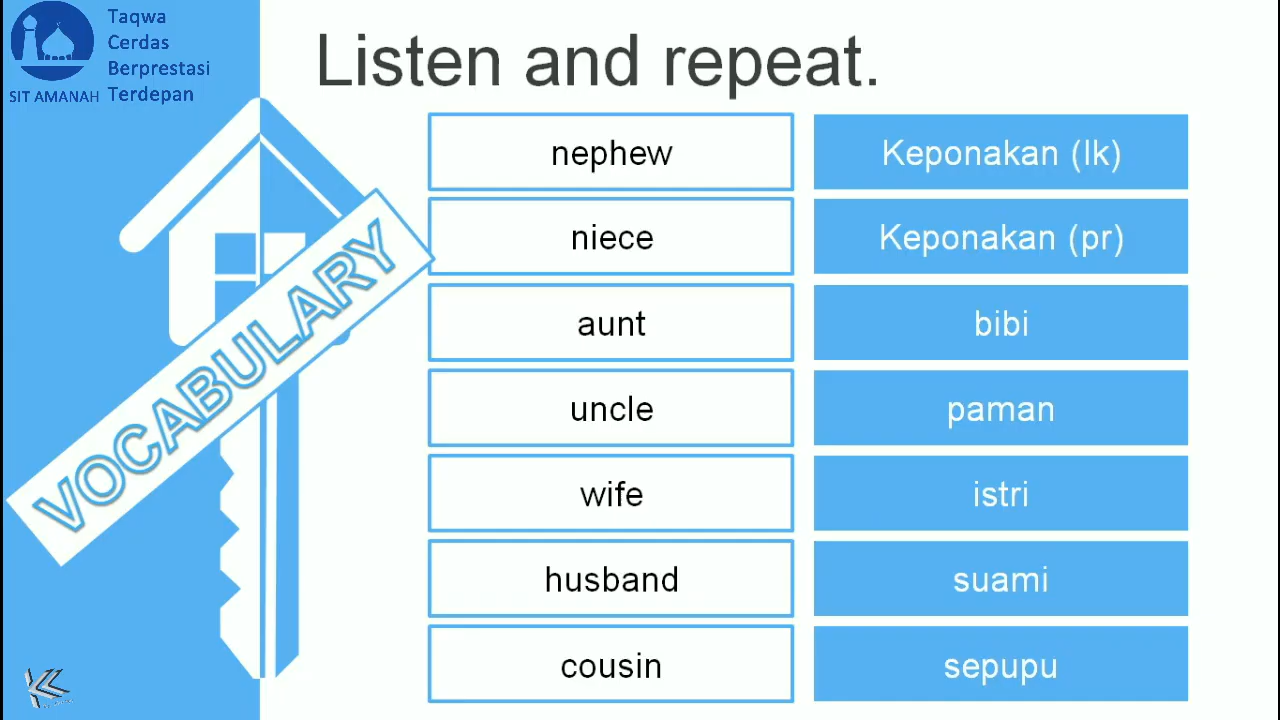 Taqwa
Cerdas
Berprestasi
SIT AMANAH Terdepan
Listen and repeat.
VOCABULARY
nephew Keponakan (lk)
niece Keponakan (pr)
aunt bibi
uncle paman
wife istri
husband suami
cousin sepupu